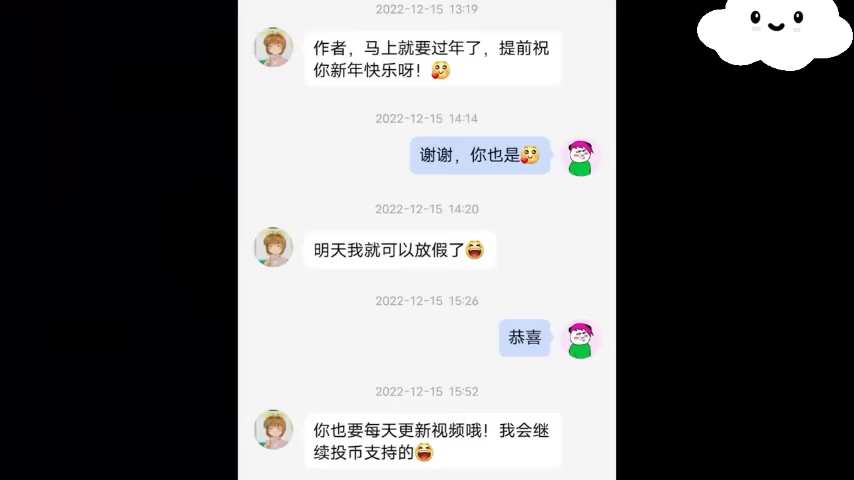 2022-12-15 13:19
作者，马上就要过年了，提前祝
你新年快乐呀！🥰
2022-12-15 14:14
谢谢，你也是🥰
2022-12-15 14:20
明天我就可以放假了😆
2022-12-15 15:26
恭喜
2022-12-15 15:52
你也要每天更新视频哦！我会继
续投币支持的😆